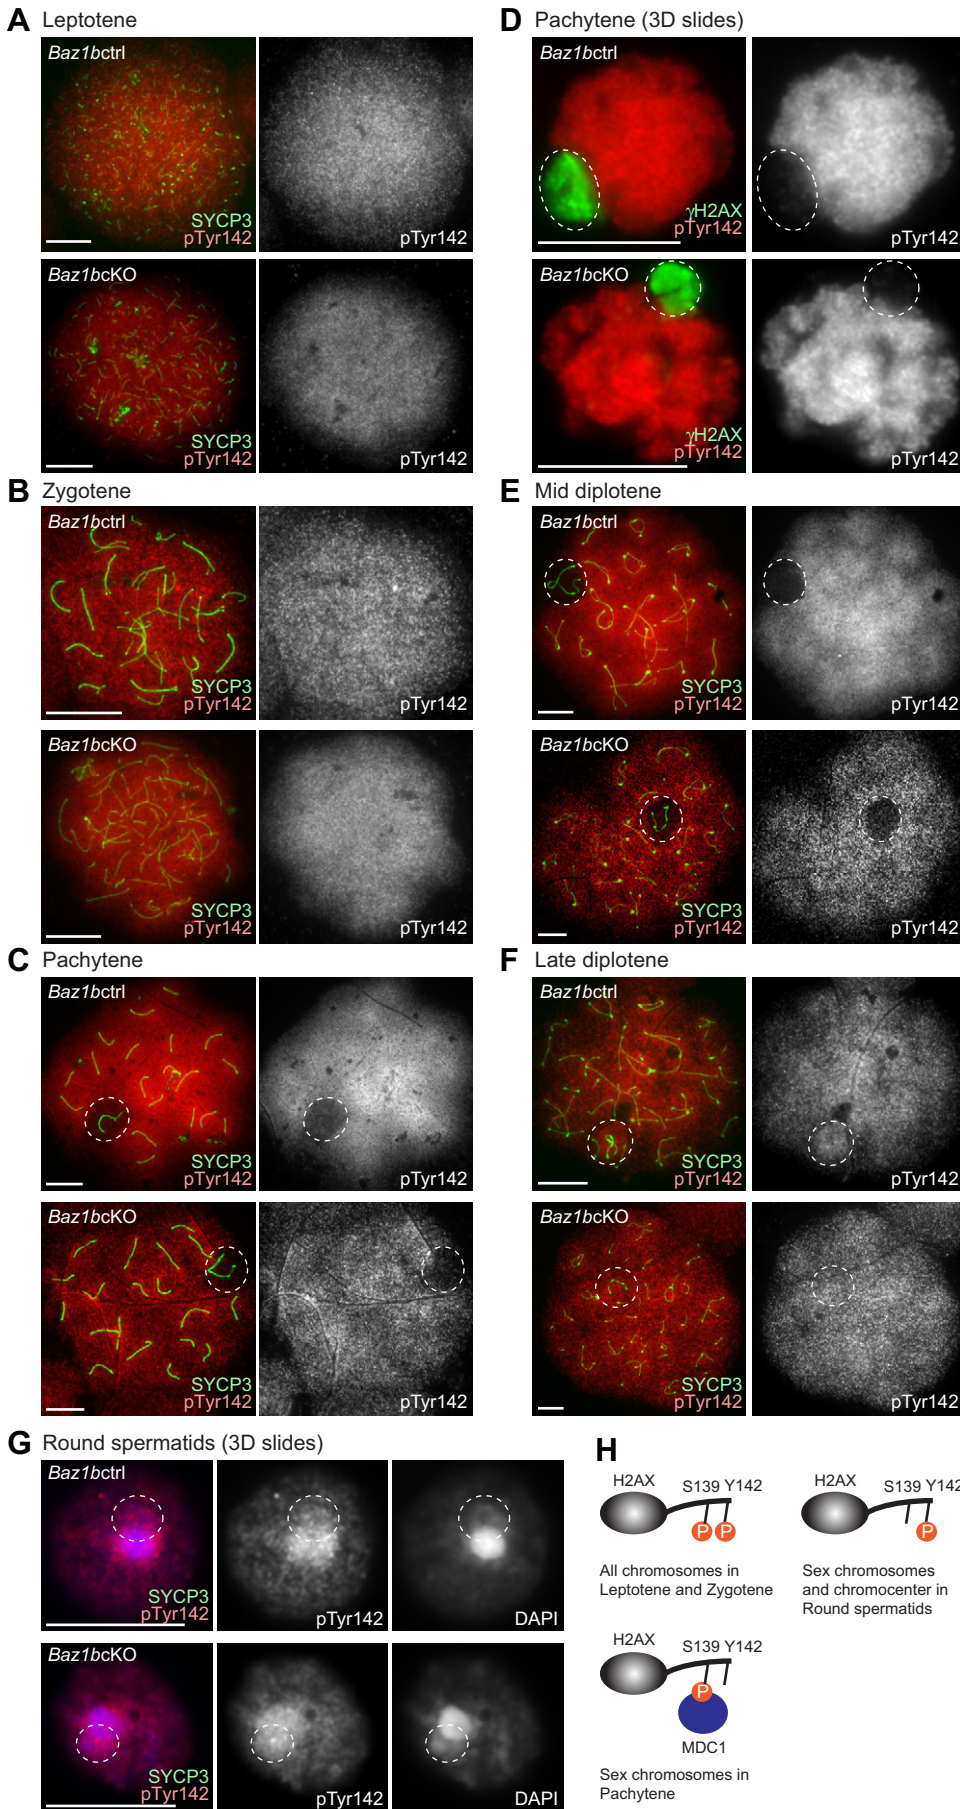 A Leptotene
Baz1bctrl
SYCP3
pTyr142
pTyr142
Baz1bcKO
SYCP3
pTyr142
pTyr142
B Zygotene
Baz1bctrl
SYCP3
pTyr142
pTyr142
Baz1bcKO
SYCP3
pTyr142
pTyr142
C Pachytene
Baz1bctrl
SYCP3
pTyr142
pTyr142
Baz1bcKO
SYCP3
pTyr142
pTyr142
D Pachytene (3D slides)
Baz1bctrl
γH2AX
pTyr142
pTyr142
Baz1bcKO
γH2AX
pTyr142
pTyr142
E Mid diplotene
Baz1bctrl
SYCP3
pTyr142
pTyr142
Baz1bcKO
SYCP3
pTyr142
pTyr142
F Late diplotene
Baz1bctrl
SYCP3
pTyr142
pTyr142
Baz1bcKO
SYCP3
pTyr142
pTyr142
G Round spermatids (3D slides)
Baz1bctrl
SYCP3
pTyr142
pTyr142
DAPI
Baz1bcKO
SYCP3
pTyr142
pTyr142
DAPI
H
H2AX
S139 Y142
P P
All chromosomes in
Leptotene and Zygotene
H2AX
S139 Y142
P
Sex chromosomes
and chromocenter in
Round spermatids
H2AX
S139 Y142
P
MDC1
Sex chromosomes in
Pachytene